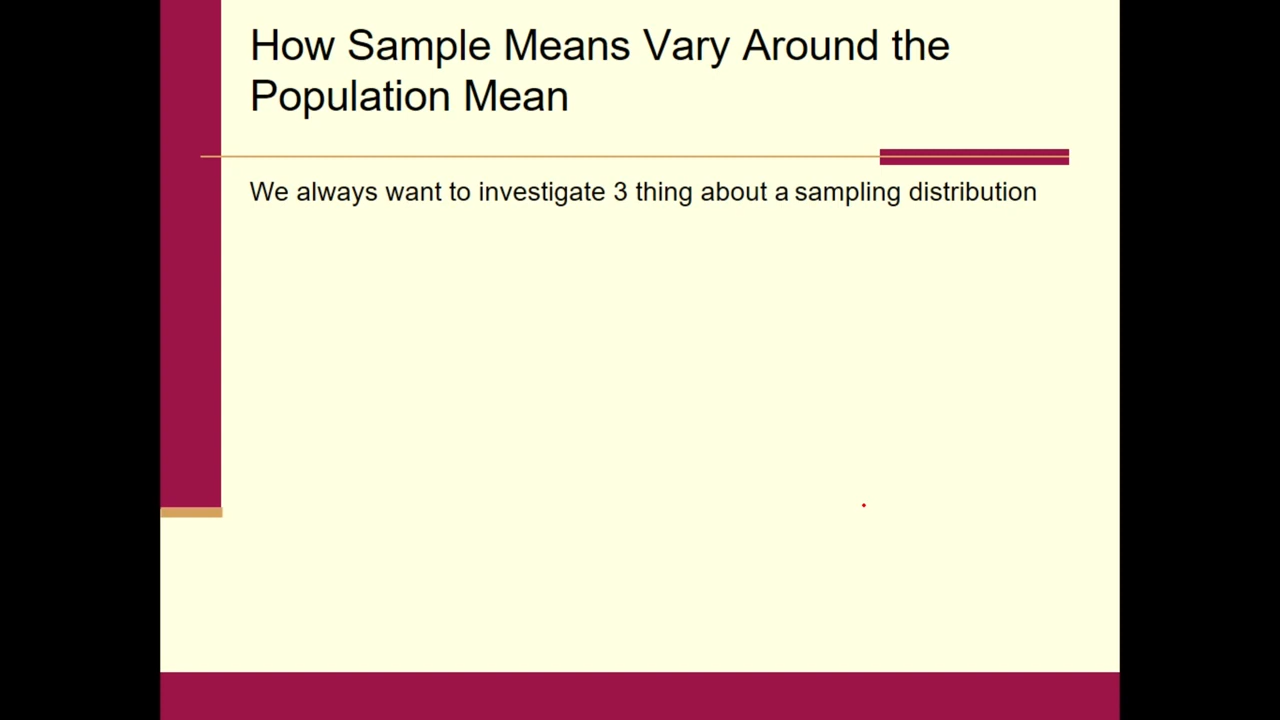 How Sample Means Vary Around the
Population Mean
We always want to investigate 3 thing about a sampling distribution